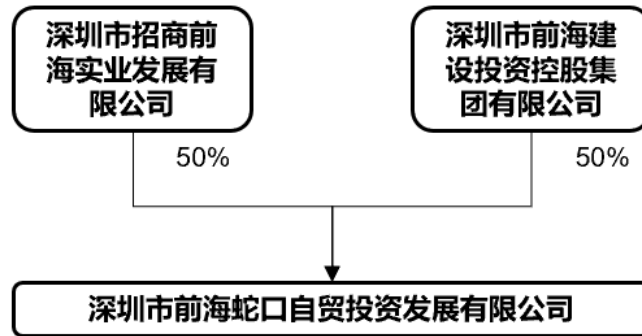 深圳市招商前
海实业发展有
限公司
深圳市前海建
设投资控股集
团有限公司
50%
50%
深圳市前海蛇口自贸投资发展有限公司